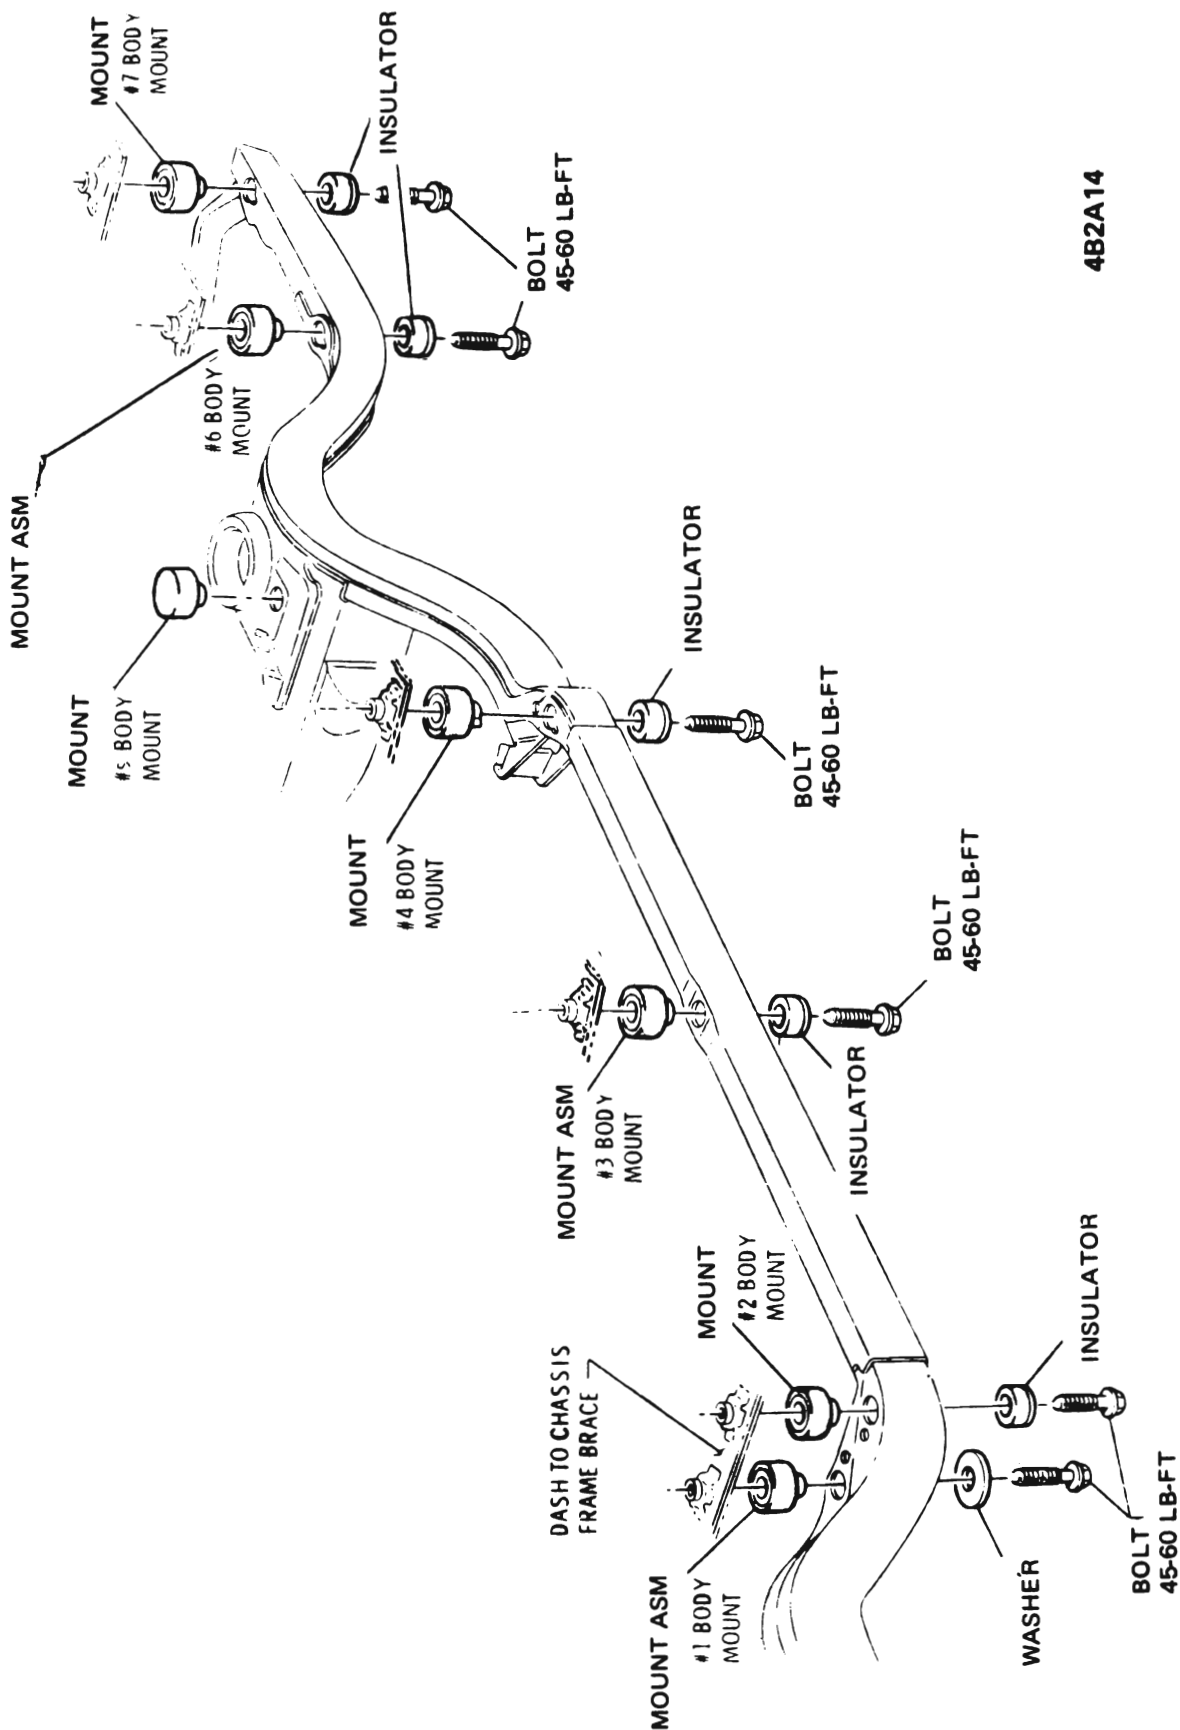 MOUNT ASM
MOUNT
#7 BODY
MOUNT
INSULATOR
BOLT
45-60 LB-FT
#6 BODY
MOUNT
MOUNT
#5 BODY
MOUNT
INSULATOR
BOLT
45-60 LB-FT
MOUNT
#4 BODY
MOUNT
BOLT
45-60 LB-FT
MOUNT ASM
#3 BODY
MOUNT
INSULATOR
MOUNT
#2 BODY
MOUNT
INSULATOR
DASH TO CHASSIS
FRAME BRACE
MOUNT ASM
#1 BODY
MOUNT
WASHER
BOLT
45-60 LB-FT
4B2A14